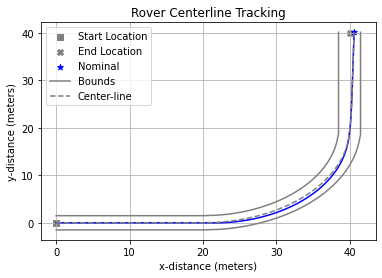 Rover Centerline Tracking
Start Location
End Location
Nominal
Bounds
Center-line
y-distance (meters)
40
30
20
10
0
0 10 20 30 40
x-distance (meters)